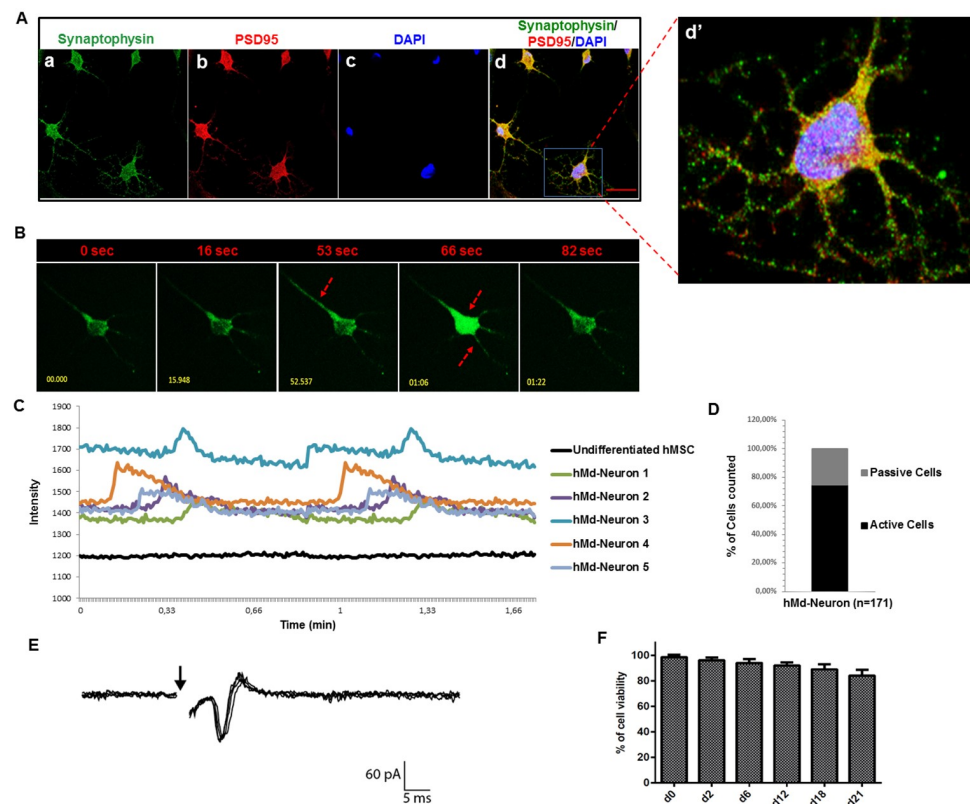 A
Synaptophysin
PSD95
DAPI
Synaptophysin/
PSD95/DAPI
a
b
c
d
d'
B
0 sec
16 sec
53 sec
66 sec
82 sec
00.000
15.948
52.537
01:06
01:22
C
1900
1800
1700
1600
1500
1400
1300
1200
1100
1000
Intensity
0
0,33
0,66
1
1,33
1,66
Time (min)
Undifferentiated hMSC
hMd-Neuron 1
hMd-Neuron 2
hMd-Neuron 3
hMd-Neuron 4
hMd-Neuron 5
D
120,00%
100,00%
80,00%
60,00%
40,00%
20,00%
0,00%
% of Cells counted
Passive Cells
Active Cells
hMd-Neuron (n=171)
E
60 pA
5 ms
F
100
80
60
40
20
0
% of cell viability
d0
d2
d6
d12
d18
d21